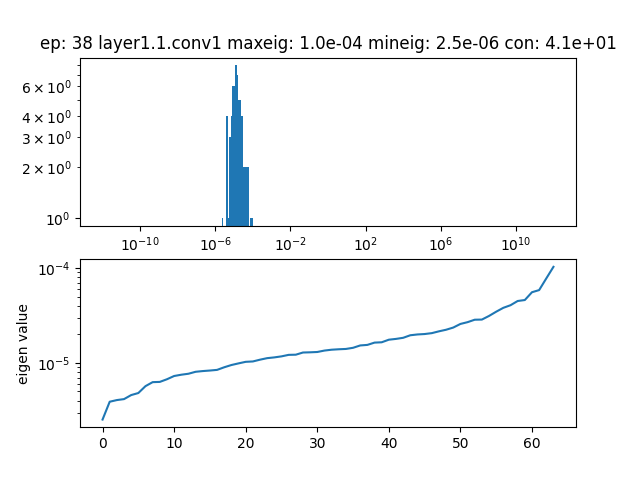 ep: 38 layer1.1.conv1 maxeig: 1.0e-04 mineig: 2.5e-06 con: 4.1e+01
6 × 10⁰
4 × 10⁰
3 × 10⁰
2 × 10⁰
10⁰
10⁻¹⁰ 10⁻⁶ 10⁻² 10² 10⁶ 10¹⁰
10⁻⁴
10⁻⁵
eigen value
0 10 20 30 40 50 60